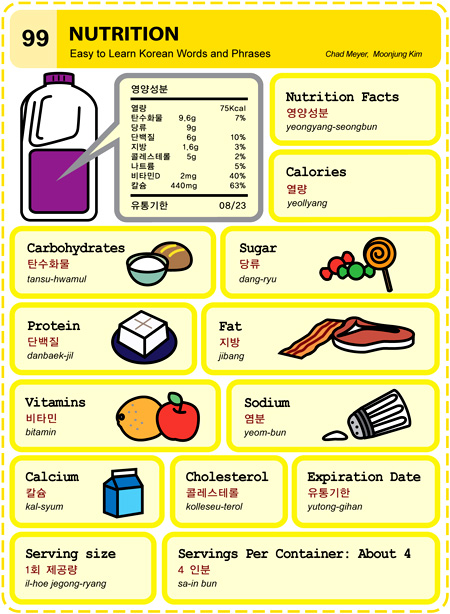 99
NUTRITION
Easy to Learn Korean Words and Phrases
Chad Meyer, Moonjung Kim
영양성분
열량 75Kcal
탄수화물 9,6g 7%
당류 9g
단백질 6g 10%
지방 1,6g 3%
콜레스테롤 5g 2%
나트륨 5%
비타민D 2mg 40%
칼슘 440mg 63%
유통기한 08/23
Nutrition Facts
영양성분
yeongyang-seongbun
Calories
열량
yeollyang
Carbohydrates
탄수화물
tansu-hwamul
Sugar
당류
dang-ryu
Protein
단백질
danbaek-jil
Fat
지방
jibang
Vitamins
비타민
bitamin
Sodium
염분
yeom-bun
Calcium
칼슘
kal-syum
Cholesterol
콜레스테롤
kolleseu-terol
Expiration Date
유통기한
yutong-gihan
Serving size
1회 제공량
il-hoe jegong-ryang
Servings Per Container: About 4
4 인분
sa-in bun